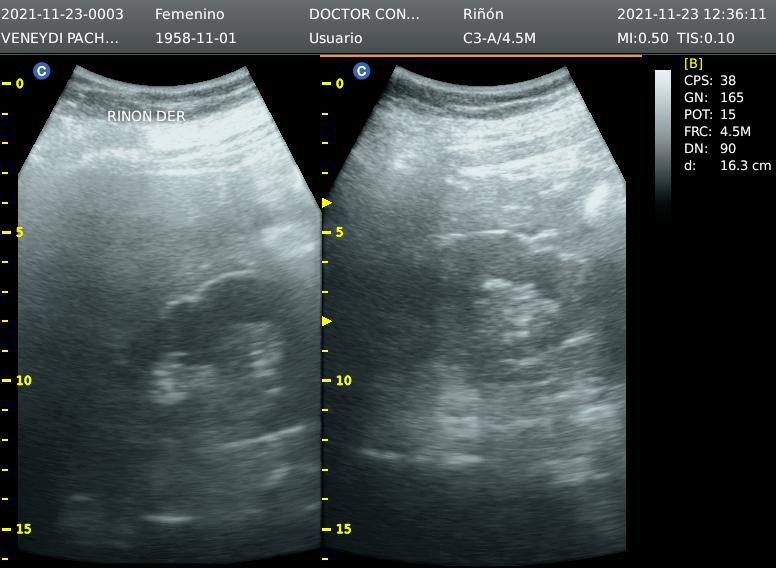 2021-11-23-0003 Femenino DOCTOR CON... Riñón 2021-11-23 12:36:11
VENEYDI PACH... 1958-11-01 Usuario C3-A/4.5M MI:0.50 TIS:0.10
[B]
CPS: 38
GN: 165
POT: 15
FRC: 4.5M
DN: 90
d: 16.3 cm
C
C
RINON DER
0
5
10
15
0
5
10
15